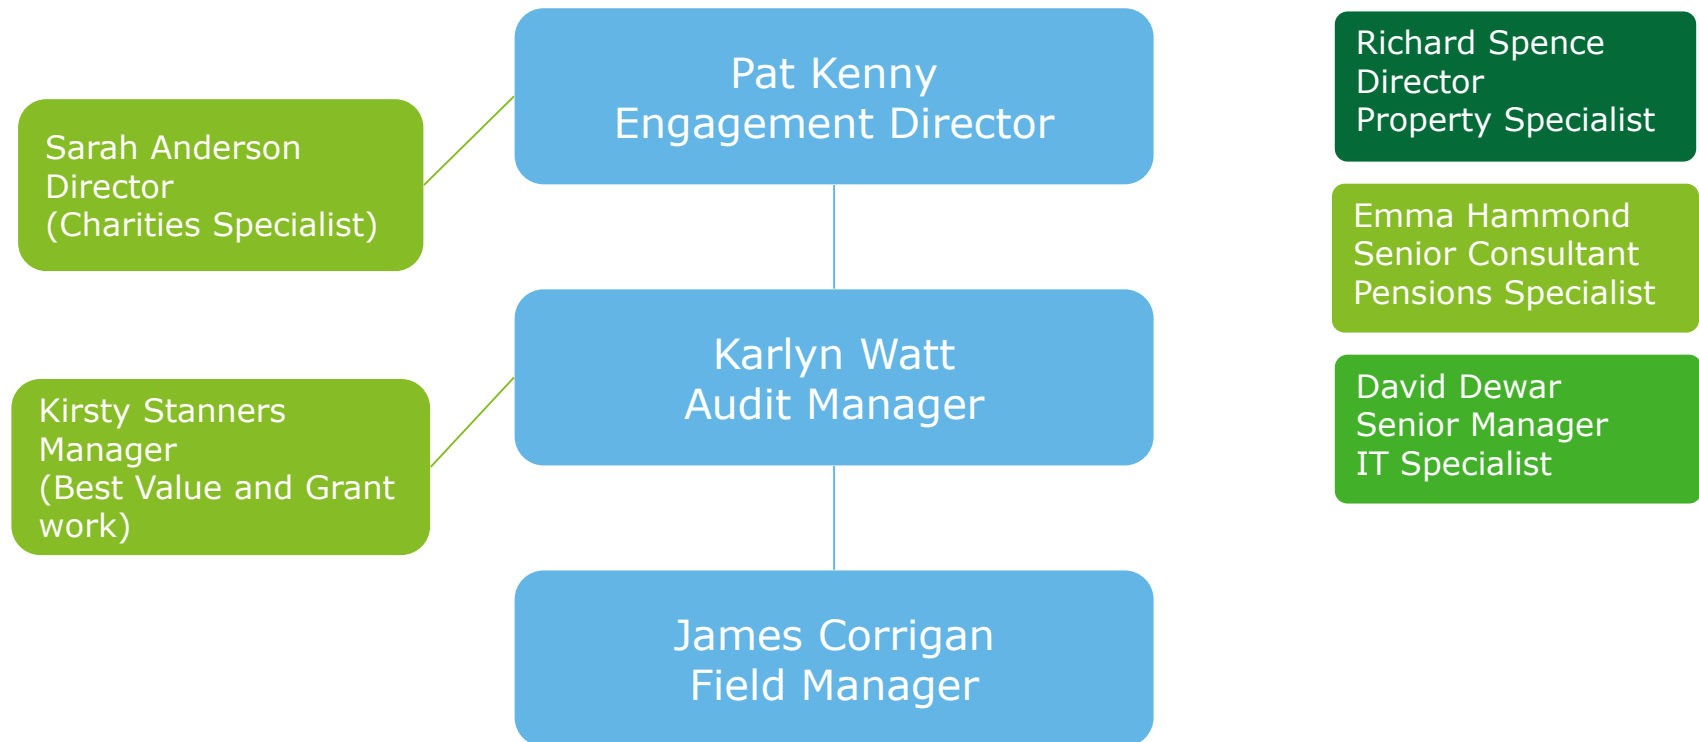 Pat Kenny
Engagement Director
Sarah Anderson
Director
(Charities Specialist)
Karlyn Watt
Audit Manager
Kirsty Stanners
Manager
(Best Value and Grant
work)
James Corrigan
Field Manager
Richard Spence
Director
Property Specialist
Emma Hammond
Senior Consultant
Pensions Specialist
David Dewar
Senior Manager
IT Specialist